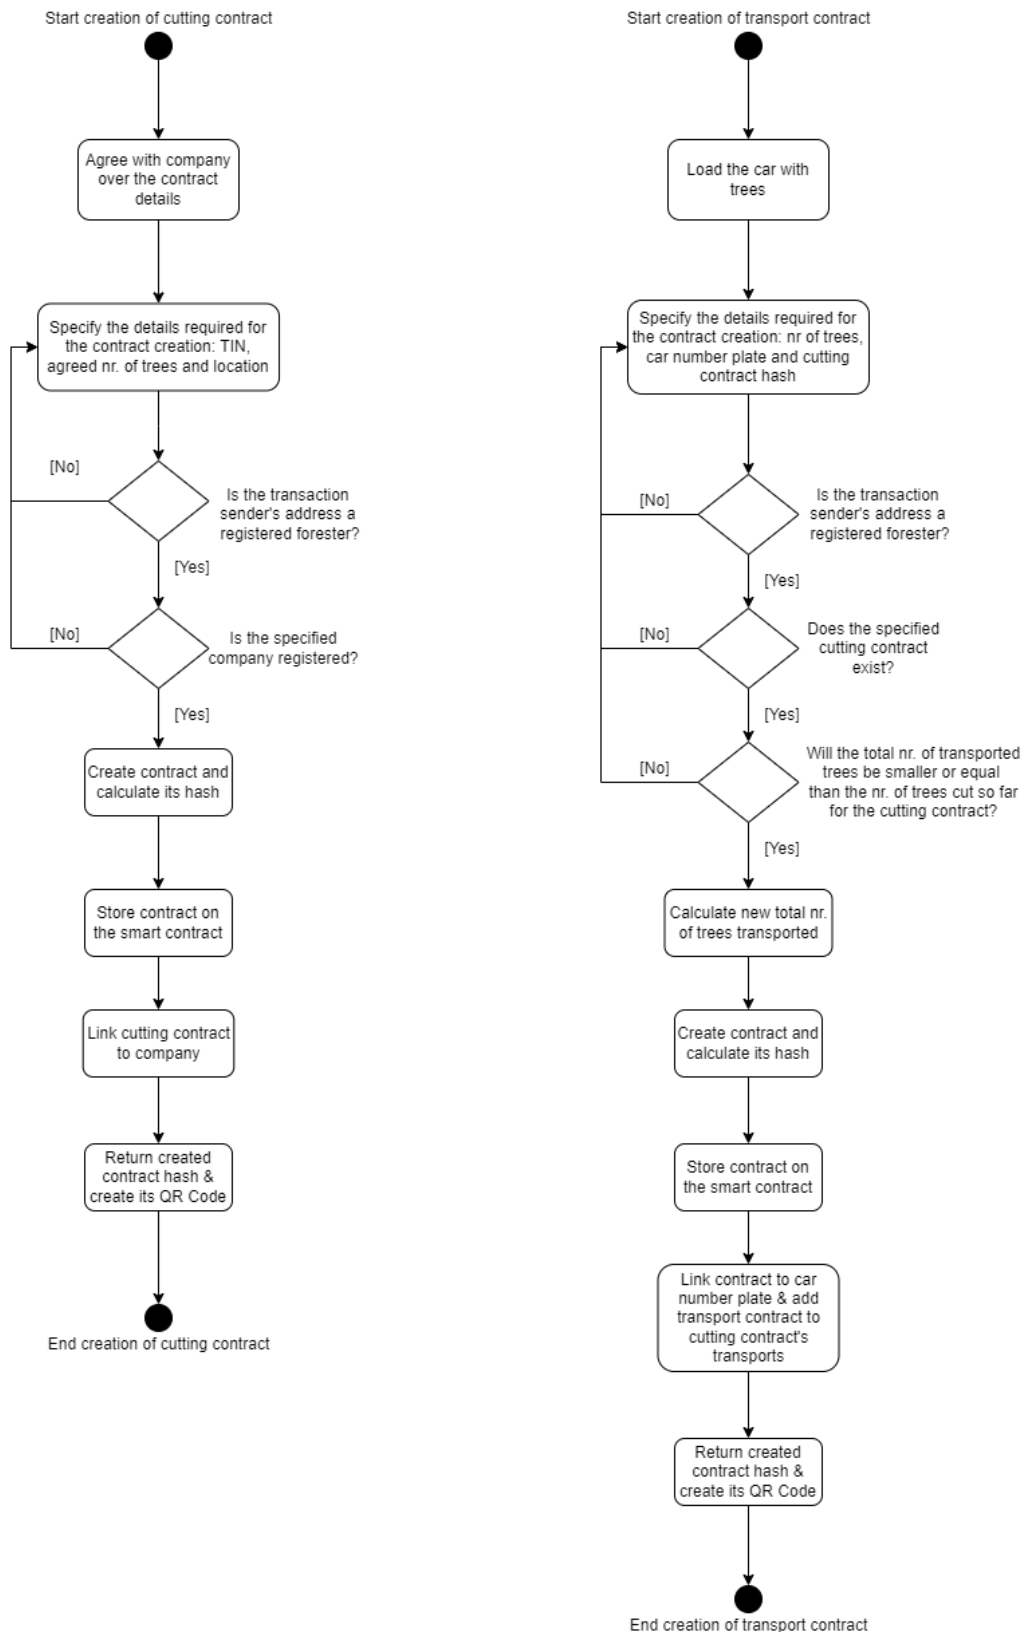 Start creation of cutting contract
Agree with company
over the contract
details
Specify the details required for
the contract creation: TIN,
agreed nr. of trees and location
[No]
Is the transaction
sender's address a
registered forester?
[Yes]
[No]
Is the specified
company registered?
[Yes]
Create contract and
calculate its hash
Store contract on
the smart contract
Link cutting contract
to company
Return created
contract hash &
create its QR Code
End creation of cutting contract
Start creation of transport contract
Load the car with
trees
Specify the details required for
the contract creation: nr of trees,
car number plate and cutting
contract hash
[No]
Is the transaction
sender's address a
registered forester?
[Yes]
[No]
Does the specified
cutting contract
exist?
[Yes]
[No]
Will the total nr. of transported
trees be smaller or equal
than the nr. of trees cut so far
for the cutting contract?
[Yes]
Calculate new total nr.
of trees transported
Create contract and
calculate its hash
Store contract on
the smart contract
Link contract to car
number plate & add
transport contract to
cutting contract's
transports
Return created
contract hash &
create its QR Code
End creation of transport contract